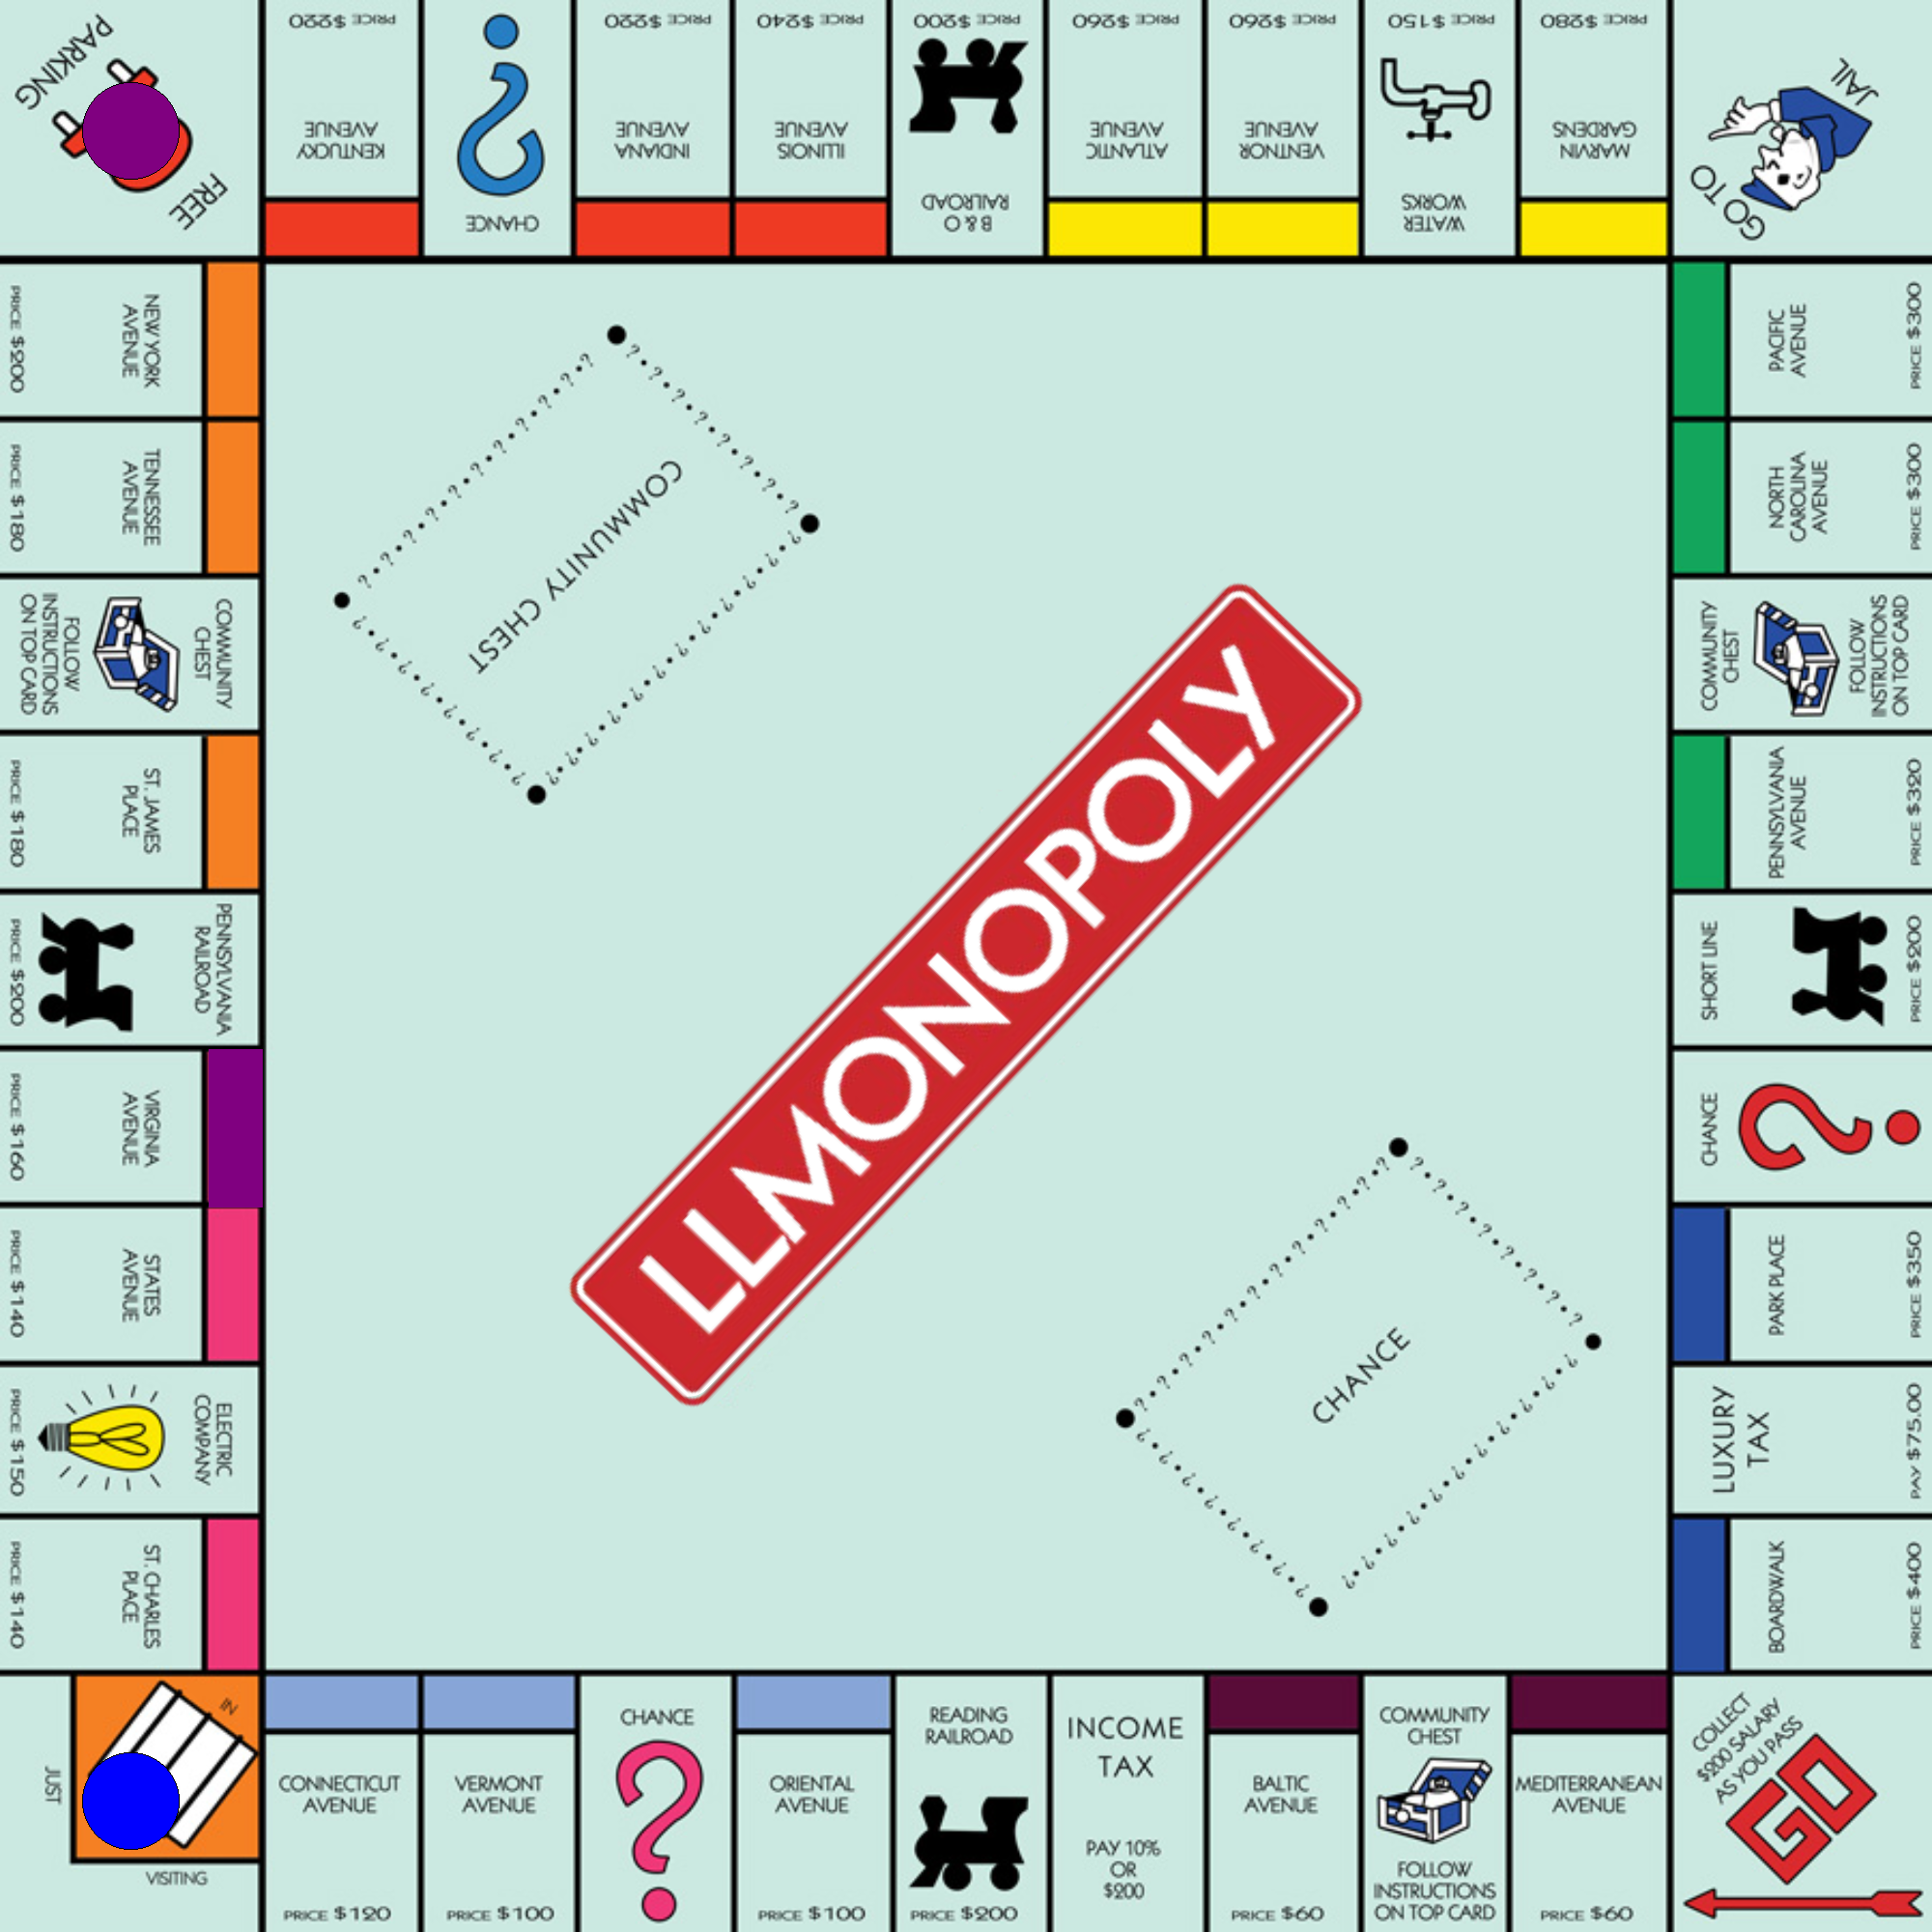 FREE
PARKING
KENTUCKY
AVENUE
PRICE $220
CHANCE
INDIANA
AVENUE
PRICE $220
ILLINOIS
AVENUE
PRICE $240
B & O
RAILROAD
PRICE $200
ATLANTIC
AVENUE
PRICE $260
VENTNOR
AVENUE
PRICE $260
WATER
WORKS
PRICE $150
MARVIN
GARDENS
PRICE $280
GO TO
JAIL
NEW YORK
AVENUE
PRICE $200
TENNESSEE
AVENUE
PRICE $180
COMMUNITY
CHEST
FOLLOW
INSTRUCTIONS
ON TOP CARD
ST. JAMES
PLACE
PRICE $180
PENNSYLVANIA
RAILROAD
PRICE $200
VIRGINIA
AVENUE
PRICE $160
STATES
AVENUE
PRICE $140
ELECTRIC
COMPANY
PRICE $150
ST. CHARLES
PLACE
PRICE $140
COMMUNITY CHEST
LLMONOPOLY
CHANCE
PACIFIC
AVENUE
PRICE $300
NORTH
CAROLINA
AVENUE
PRICE $300
COMMUNITY
CHEST
FOLLOW
INSTRUCTIONS
ON TOP CARD
PENNSYLVANIA
AVENUE
PRICE $320
SHORT LINE
PRICE $200
CHANCE
PARK PLACE
PRICE $350
LUXURY
TAX
PAY $75.00
BOARDWALK
PRICE $400
IN
JUST
VISITING
CONNECTICUT
AVENUE
PRICE $120
VERMONT
AVENUE
PRICE $100
CHANCE
ORIENTAL
AVENUE
PRICE $100
READING
RAILROAD
PRICE $200
INCOME
TAX
PAY 10%
OR
$200
BALTIC
AVENUE
PRICE $60
COMMUNITY
CHEST
FOLLOW
INSTRUCTIONS
ON TOP CARD
MEDITERRANEAN
AVENUE
PRICE $60
COLLECT
$200 SALARY
AS YOU PASS
GO